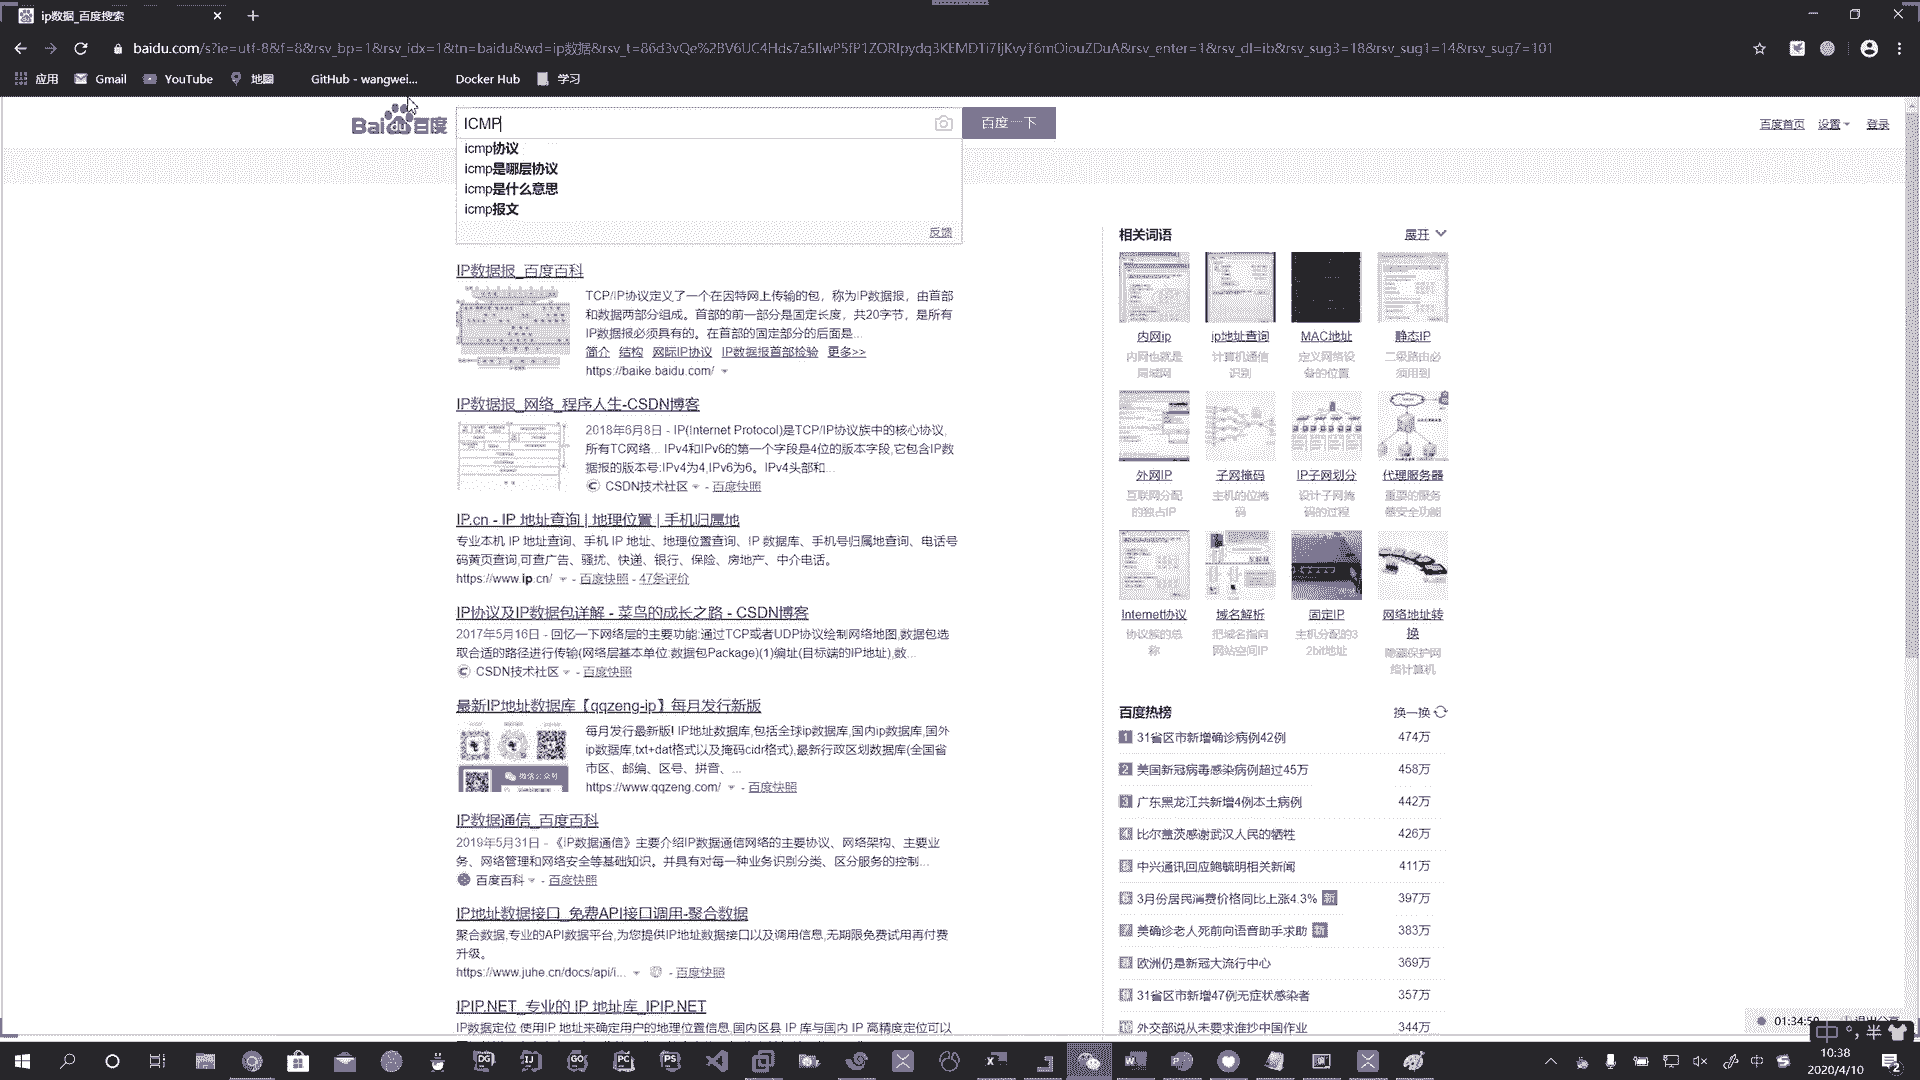 ip数据_百度搜索
baidu.com/s?ie=utf-8&f=8&rsv_bp=1&rsv_idx=1&tn=baidu&wd=ip数据&rsv_t=86d3vQe%2BV6UC4Hds7a5IlwP5fP1ZORIpydq3KEMDTi7IjKvyT6mOiouZDuA&rsv_enter=1&rsv_dl=ib&rsv_sug3=18&rsv_sug1=14&rsv_sug7=101
应用 Gmail YouTube 地图 GitHub - wangwei... Docker Hub 学习
Bai du 百度 ICMP 百度一下 百度首页 设置 登录
icmp协议
icmp是哪层协议
icmp是什么意思
icmp报文
反馈
IP数据报_百度百科
TCP/IP协议定义了一个在因特网上传输的包，称为IP数据报，由首部
和数据两部分组成。首部的前一部分是固定长度，共20字节，是所有
IP数据报必须具有的。在首部的固定部分的后面是...
简介 结构 网际IP协议 IP数据报首部检验 更多>>
https://baike.baidu.com/
IP数据报_网络_程序人生-CSDN博客
2018年6月8日 - IP(Internet Protocol)是TCP/IP协议族中的核心协议,
所有TC网络... IPv4和IPv6的第一个字段是4位的版本字段,它包含IP数
据报的版本号:IPv4为4,IPv6为6。IPv4头部和...
CSDN技术社区 - 百度快照
IP.cn - IP 地址查询 | 地理位置 | 手机归属地
专业本机 IP 地址查询、手机 IP 地址、地理位置查询、IP 数据库、手机号归属地查询、电话号
码黄页查询,可查广告、骚扰、快递、银行、保险、房地产、中介电话。
https://www.ip.cn/ - 百度快照 - 47条评价
IP协议及IP数据包详解 - 菜鸟的成长之路 - CSDN博客
2017年5月16日 - 回忆一下网络层的主要功能:通过TCP或者UDP协议绘制网络地图,数据包选
取合适的路径进行传输(网络层基本单位:数据包Package)(1)编址(目标端的IP地址),数...
CSDN技术社区 - 百度快照
最新IP地址数据库【qqzeng-ip】每月发行新版
每月发行最新版! IP地址数据库,包括全球ip数据库,国内ip数据库,国外
ip数据库,txt+dat格式以及掩码cidr格式),最新行政区划数据库(全国省
市区、邮编、区号、拼音、...
https://www.qqzeng.com/ - 百度快照
IP数据通信_百度百科
2019年5月31日 - 《IP数据通信》主要介绍IP数据通信网络的主要协议、网络架构、主要业
务、网络管理和网络安全等基础知识。并具有对每一种业务识别分类、区分服务的控制...
百度百科 - 百度快照
IP地址数据接口_免费API接口调用-聚合数据
聚合数据,专业的API数据平台,为您提供IP地址数据接口以及调用信息,无期限免费试用再付费
升级。
https://www.juhe.cn/docs/api/i... - 百度快照
IPIP.NET_专业的 IP 地址库_IPIP.NET
IP数据定位 使用IP 地址来确定用户的地理位置信息,国内区县 IP 库与国内 IP 高精度定位可以
相关词语 展开
内网ip ip地址查询 MAC地址 静态IP
内网也就是 计算机通信 定义网络设 二级路由必
局域网 识别 备的位置 须用到
外网IP 子网掩码 IP子网划分 代理服务器
互联网分配 主机的位掩 设计子网掩 重要的服务
的独占IP 码 码的过程 器安全功能
Internet协议 域名解析 固定IP 网络地址转
换
协议簇的总 把域名指向 主机分配的3
称 网站空间IP 2bit地址
隐藏保护网
络计算机
百度热榜 换一换
1 31省区市新增确诊病例42例 474万
2 美国新冠病毒感染病例超过45万 458万
3 广东黑龙江共新增4例本土病例 442万
4 比尔盖茨感谢武汉人民的牺牲 426万
5 中兴通讯回应鲍毓明相关新闻 411万
6 3月份居民消费价格同比上涨4.3% 新 397万
7 美确诊老人死前向语音助手求助 新 383万
8 欧洲仍是新冠大流行中心 369万
9 31省区市新增47例无症状感染者 357万
10 外交部说从未要求谁抄中国作业 344万
中 °, 半
10:38
2020/4/10